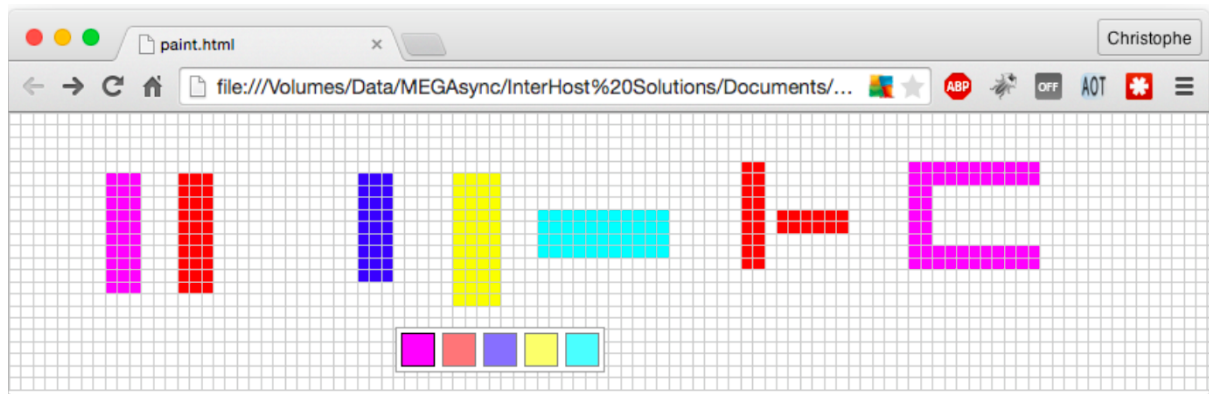 paint.html
Christophe
file:///Volumes/Data/MEGAsync/InterHost%20Solutions/Documents/...
ABP
OFF
AOT